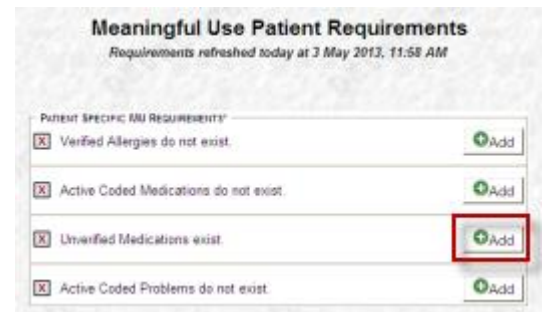 Meaningful Use Patient Requirements
Requirements refreshed today at 3 May 2013, 11:58 AM
PATIENT SPECIFIC MU REQUIREMENTS*
X Verified Allergies do not exist. Add
X Active Coded Medications do not exist. Add
X Unverified Medications exist. Add
X Active Coded Problems do not exist. Add